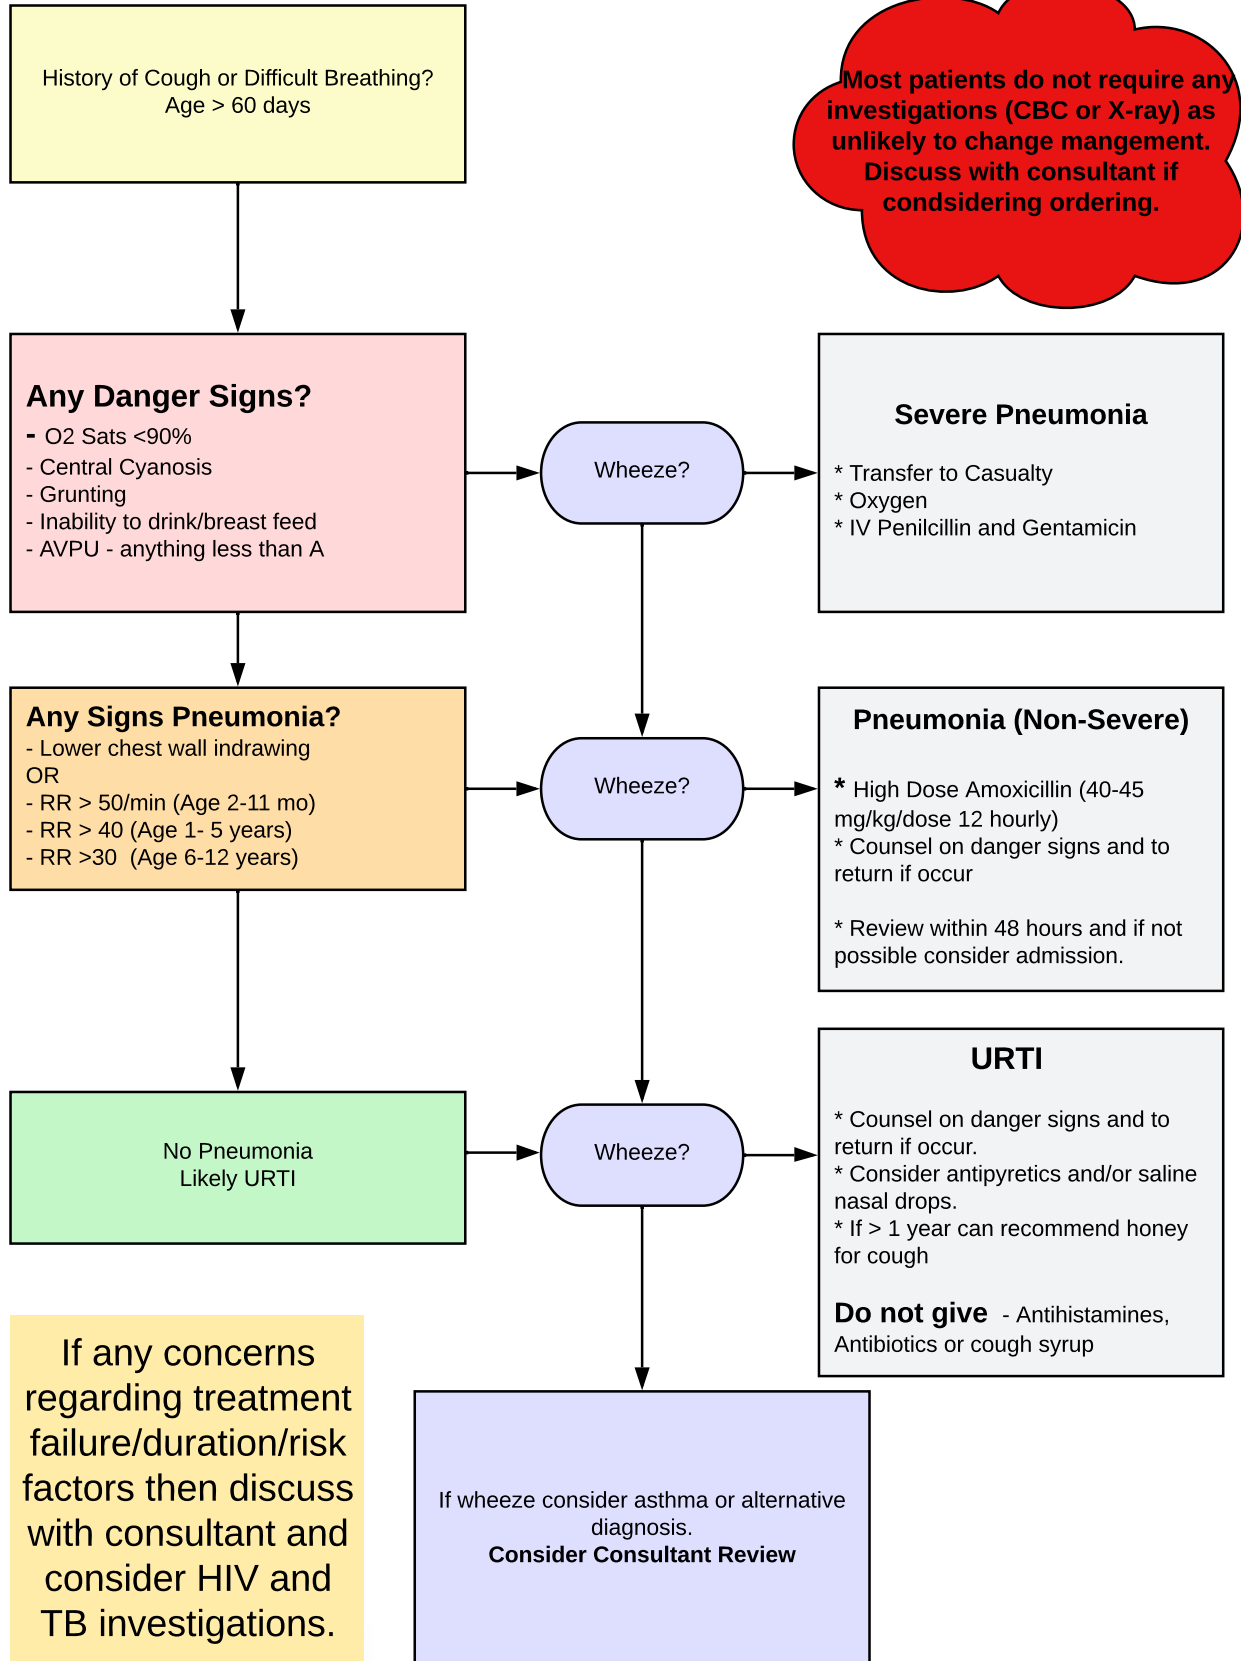 History of Cough or Difficult Breathing?
Age > 60 days
Most patients do not require any
investigations (CBC or X-ray) as
unlikely to change mangement.
Discuss with consultant if
condsidering ordering.
Any Danger Signs?
- O2 Sats <90%
- Central Cyanosis
- Grunting
- Inability to drink/breast feed
- AVPU - anything less than A
Wheeze?
Severe Pneumonia
* Transfer to Casualty
* Oxygen
* IV Penilcillin and Gentamicin
Any Signs Pneumonia?
- Lower chest wall indrawing
OR
- RR > 50/min (Age 2-11 mo)
- RR > 40 (Age 1- 5 years)
- RR >30  (Age 6-12 years)
Wheeze?
Pneumonia (Non-Severe)
* High Dose Amoxicillin (40-45
mg/kg/dose 12 hourly)
* Counsel on danger signs and to
return if occur
* Review within 48 hours and if not
possible consider admission.
No Pneumonia
Likely URTI
Wheeze?
URTI
* Counsel on danger signs and to
return if occur.
* Consider antipyretics and/or saline
nasal drops.
* If > 1 year can recommend honey
for cough
Do not give  - Antihistamines,
Antibiotics or cough syrup
If any concerns
regarding treatment
failure/duration/risk
factors then discuss
with consultant and
consider HIV and
TB investigations.
If wheeze consider asthma or alternative
diagnosis.
Consider Consultant Review